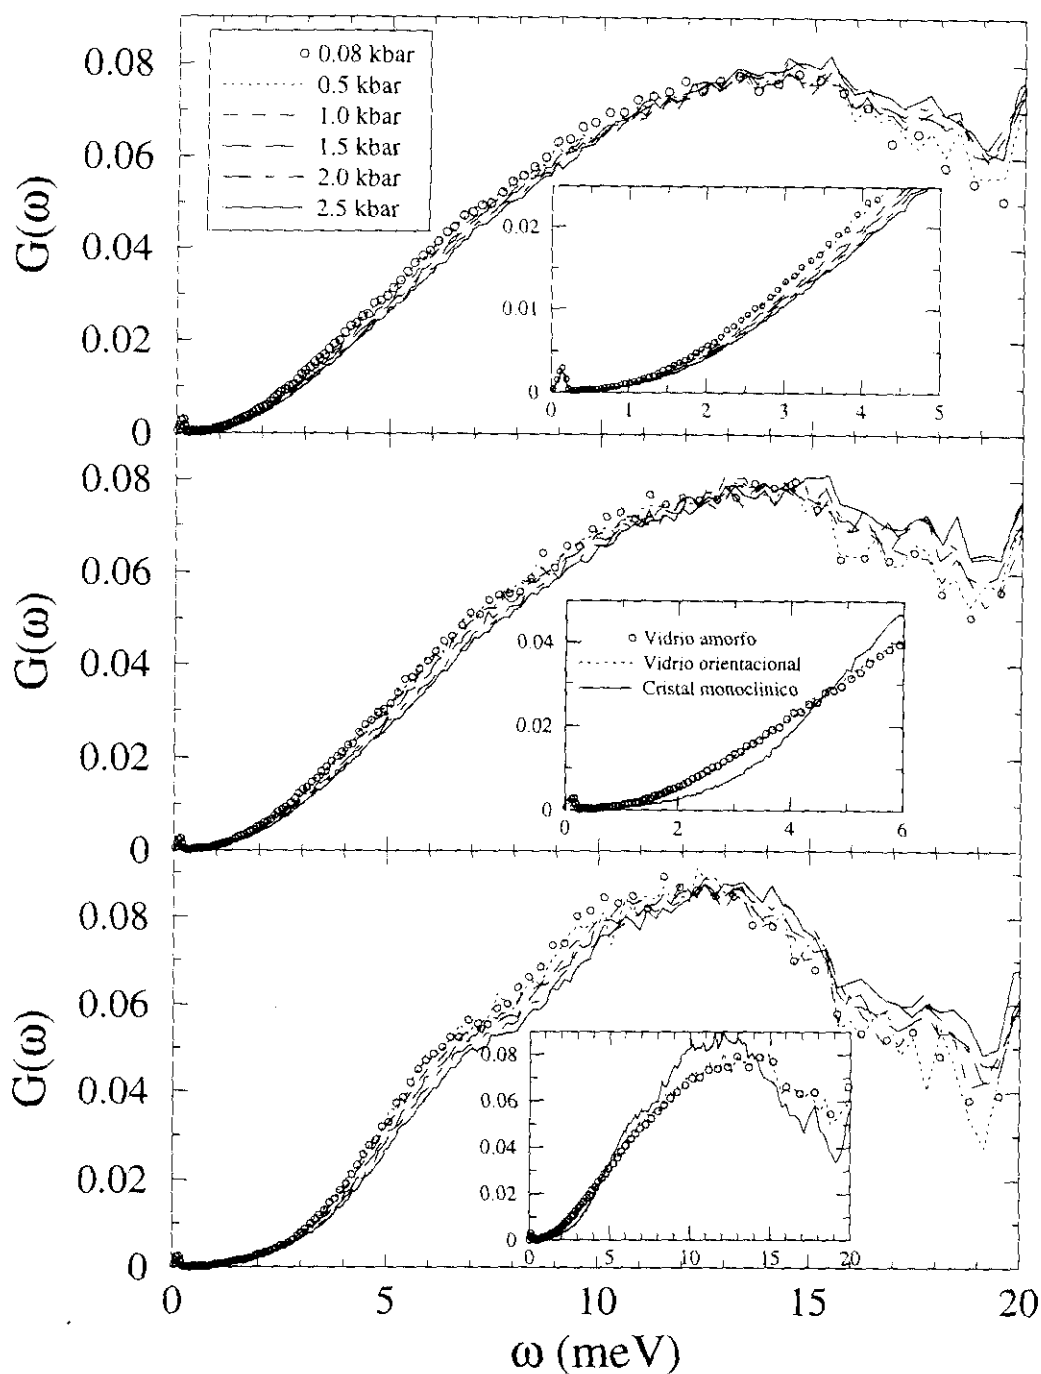 0.08 kbar
0.5 kbar
1.0 kbar
1.5 kbar
2.0 kbar
2.5 kbar
G(ω)
0.08
0.06
0.04
0.02
0
0.02
0.01
0
0 1 2 3 4 5
G(ω)
0.08
0.06
0.04
0.02
0
Vidrio amorfo
Vidrio orientacional
Cristal monoclinico
0.04
0.02
0
0 2 4 6
G(ω)
0.08
0.06
0.04
0.02
0
0.08
0.06
0.04
0.02
0
0 5 10 15 20
0 5 10 15 20
ω (meV)